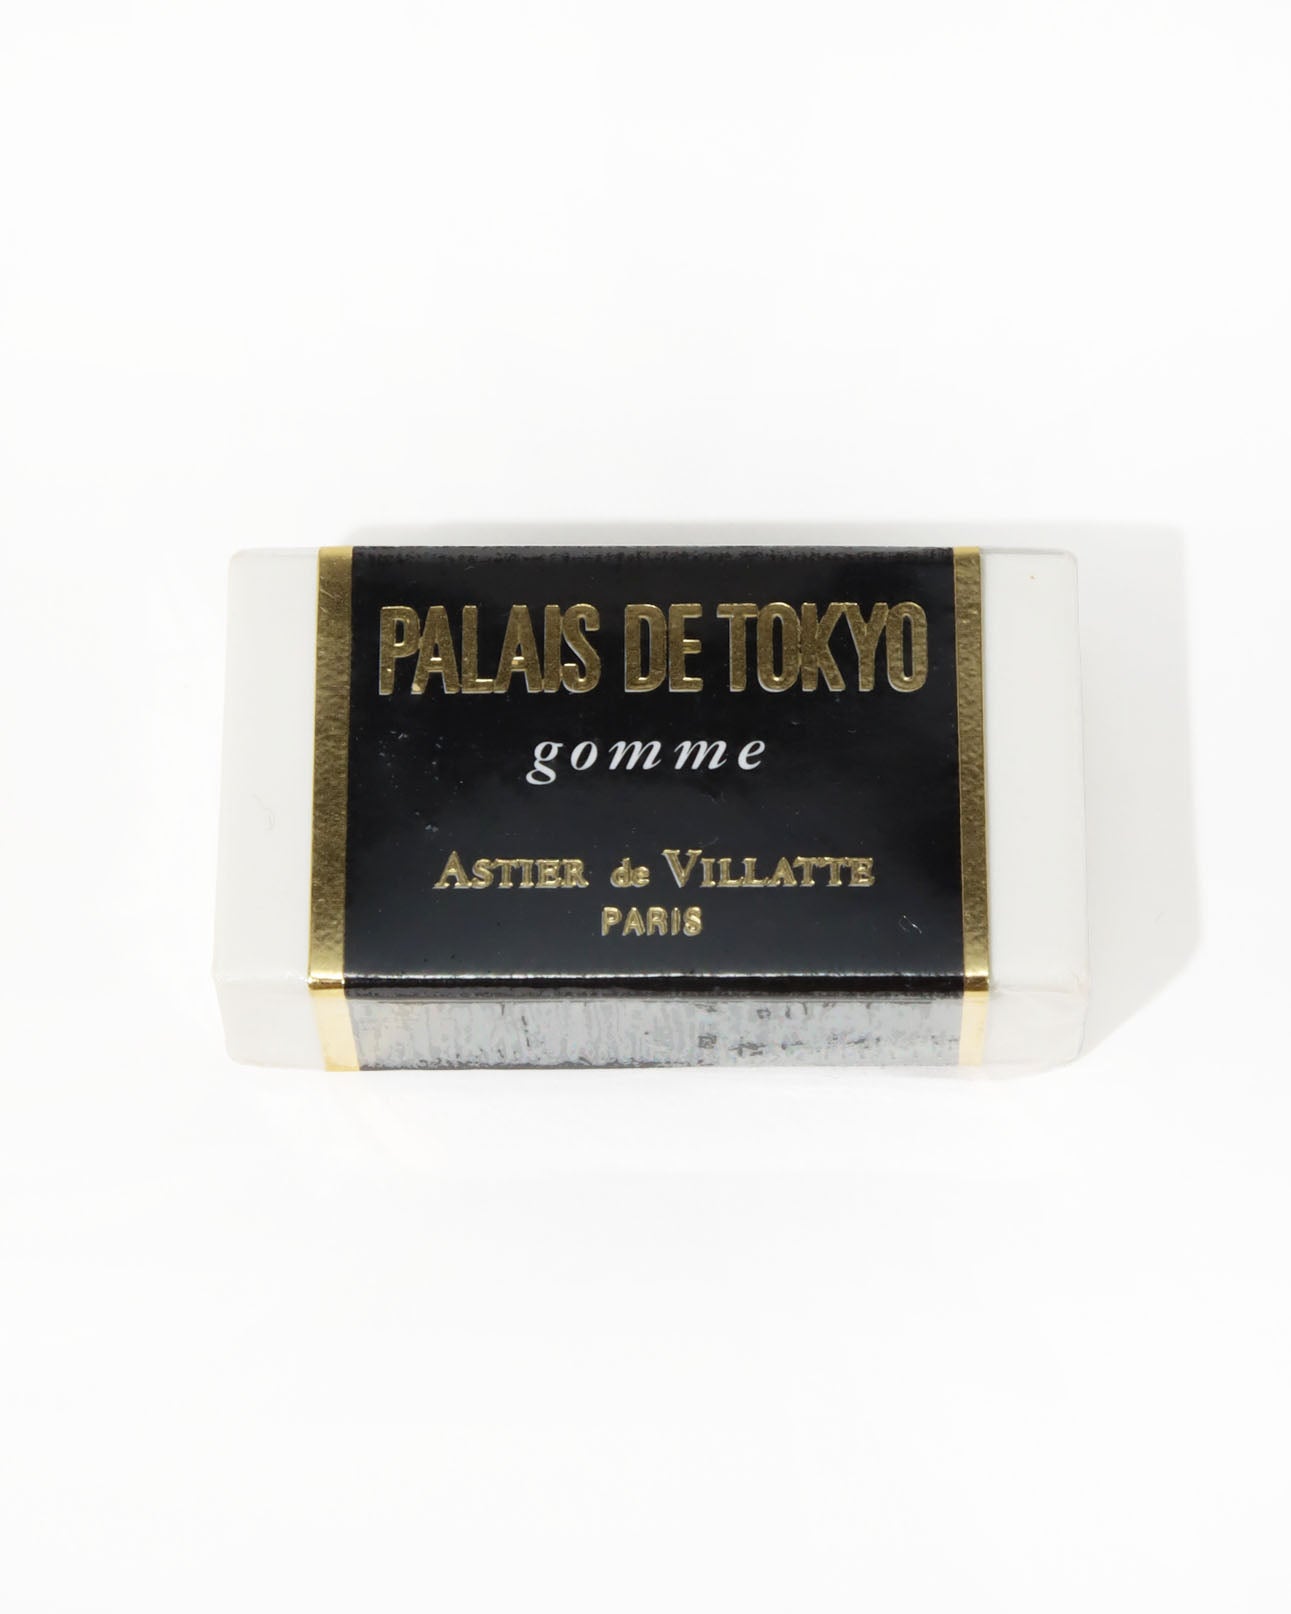 PALAIS DE TOKYO
gomme
ASTIER de VILLATTE
PARIS